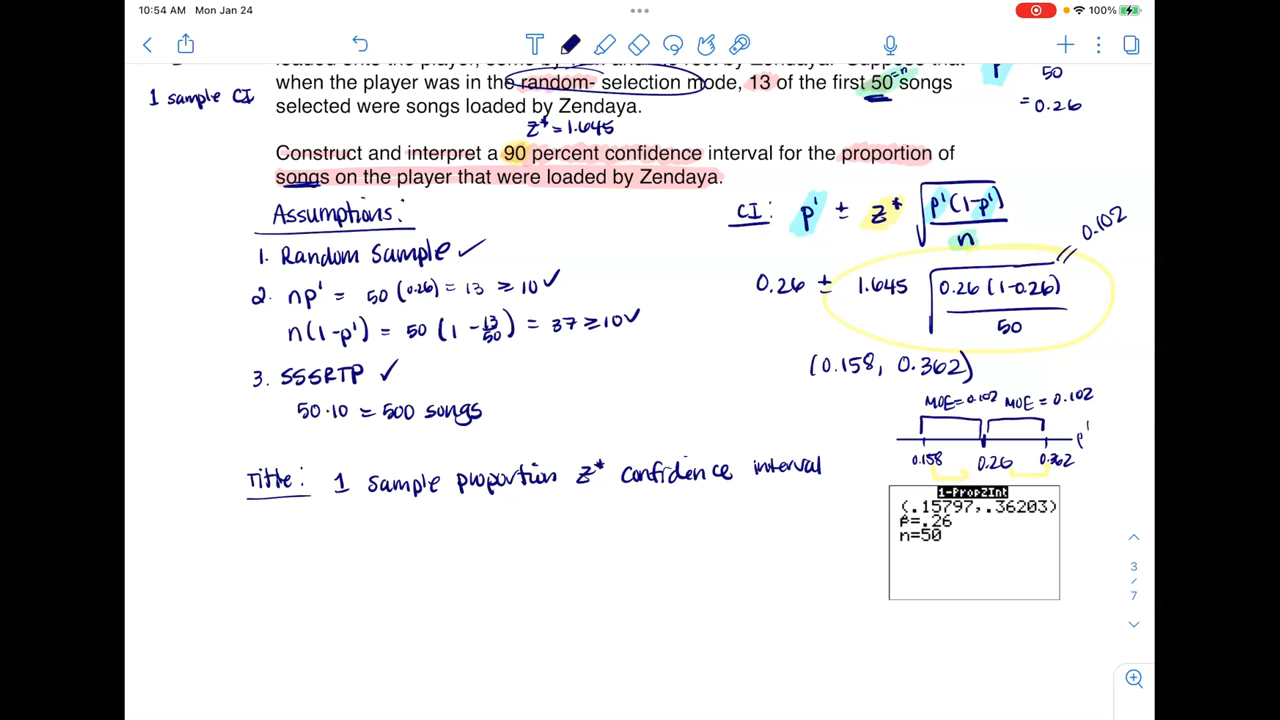 10:54 AM Mon Jan 24
100%
when the player was in the random- selection mode, 13 of the first 50 songs
=n
P
50
1 sample CI
selected were songs loaded by Zendaya.
= 0.26
z* = 1.645
Construct and interpret a 90 percent confidence interval for the proportion of
songs on the player that were loaded by Zendaya.
Assumptions:
CI: p' ± z* √ p'(1-p') / n
1. Random Sample ✓
0.102
2. np' = 50 (0.26) = 13 ≥ 10 ✓
0.26 ± 1.645 √ 0.26 (1-0.26) / 50
n(1-p') = 50 (1 - 13/50) = 37 ≥ 10 ✓
3. SSSRTP ✓
(0.158, 0.362)
50·10 = 500 songs
MOE = 0.102 MOE = 0.102
p'
0.158 0.26 0.362
Title: 1 sample proportion z* confidence interval
1-PropZInt
(.15797,.36203)
p̂=.26
n=50
3
/
7